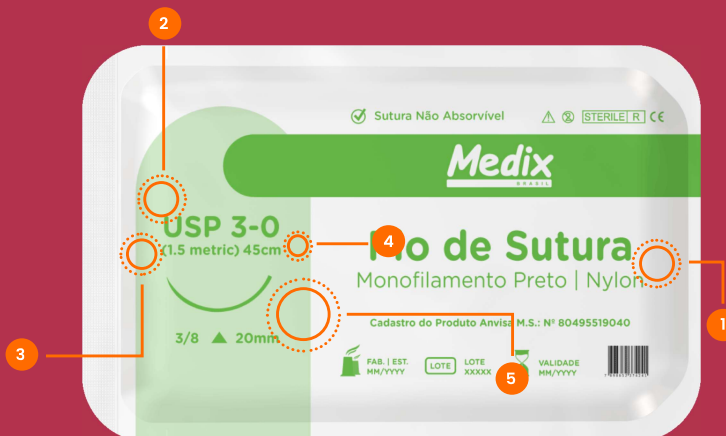 2
Sutura Não Absorvível
STERILE R CE
Medix
BRASIL
USP 3-0
(1.5 metric) 45cm
4
o de Sutura
Monofilamento Preto | Nylon
1
3/8 20mm
Cadastro do Produto Anvisa M.S.: Nº 80495519040
3
FAB. | EST.
MM/YYYY
LOTE
LOTE
XXXXX
5
VALIDADE
MM/YYYY